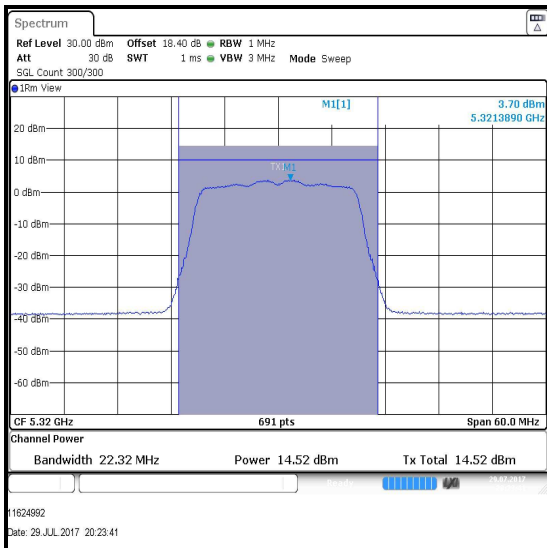 Spectrum
Ref Level 30.00 dBm Offset 18.40 dB RBW 1 MHz
Att 30 dB SWT 1 ms VBW 3 MHz Mode Sweep
SGL Count 300/300
1Rm View
M1[1] 3.70 dBm
5.3213890 GHz
20 dBm
10 dBm
TX M1
0 dBm
-10 dBm
-20 dBm
-30 dBm
-40 dBm
-50 dBm
-60 dBm
CF 5.32 GHz 691 pts Span 60.0 MHz
Channel Power
Bandwidth 22.32 MHz Power 14.52 dBm Tx Total 14.52 dBm
Ready 29.07.2017
11624992
Date: 29.JUL.2017 20:23:41